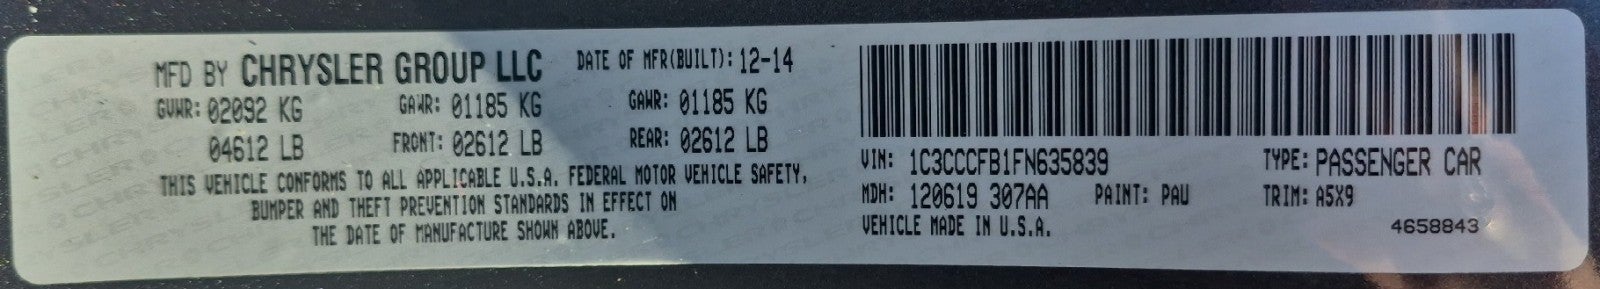 MFD BY CHRYSLER GROUP LLC DATE OF MFR(BUILT): 12-14
GVWR: 02092 KG GAWR: 01185 KG GAWR: 01185 KG
04612 LB FRONT: 02612 LB REAR: 02612 LB
THIS VEHICLE CONFORMS TO ALL APPLICABLE U.S.A. FEDERAL MOTOR VEHICLE SAFETY,
BUMPER AND THEFT PREVENTION STANDARDS IN EFFECT ON
THE DATE OF MANUFACTURE SHOWN ABOVE.
VIN: 1C3CCCFB1FN635839 TYPE: PASSENGER CAR
MDH: 120619 307AA PAINT: PAU TRIM: A5X9
VEHICLE MADE IN U.S.A. 4658843